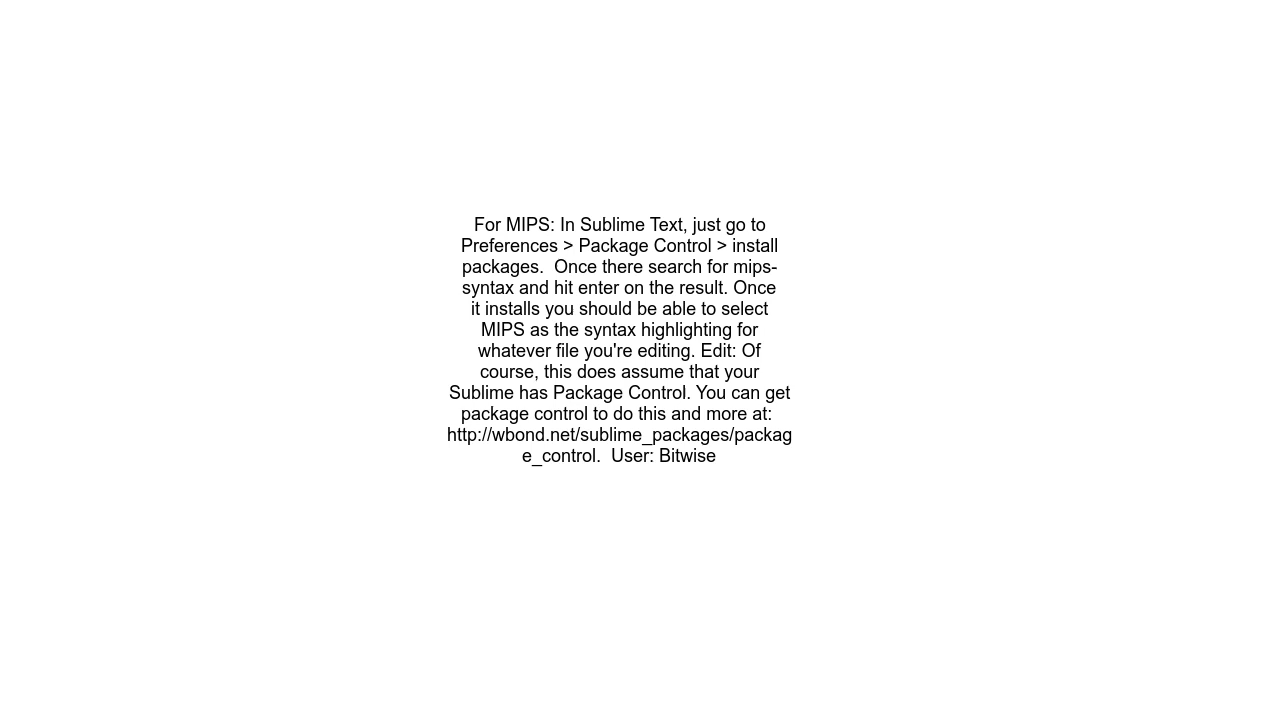 For MIPS: In Sublime Text, just go to
Preferences > Package Control > install
packages.  Once there search for mips-
syntax and hit enter on the result. Once
it installs you should be able to select
MIPS as the syntax highlighting for
whatever file you're editing. Edit: Of
course, this does assume that your
Sublime has Package Control. You can get
package control to do this and more at:
http://wbond.net/sublime_packages/packag
e_control.  User: Bitwise